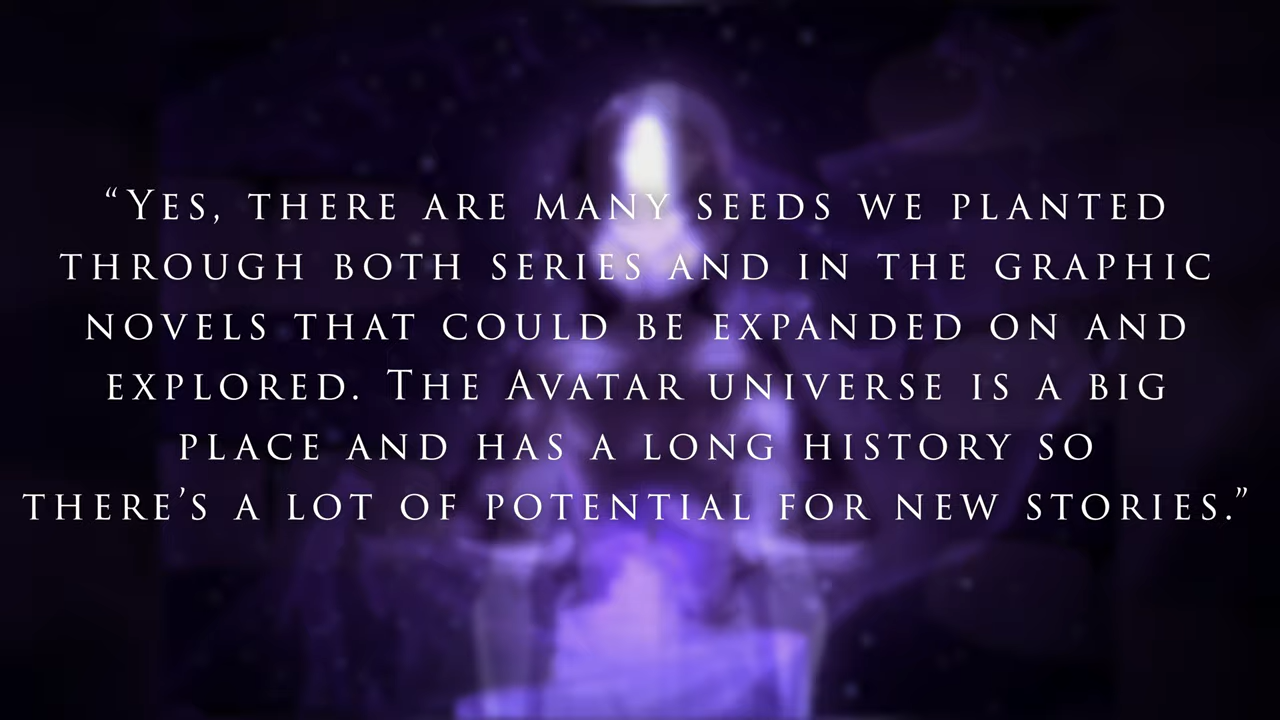 “Yes, there are many seeds we planted
through both series and in the graphic
novels that could be expanded on and
explored. The Avatar universe is a big
place and has a long history so
there’s a lot of potential for new stories.”